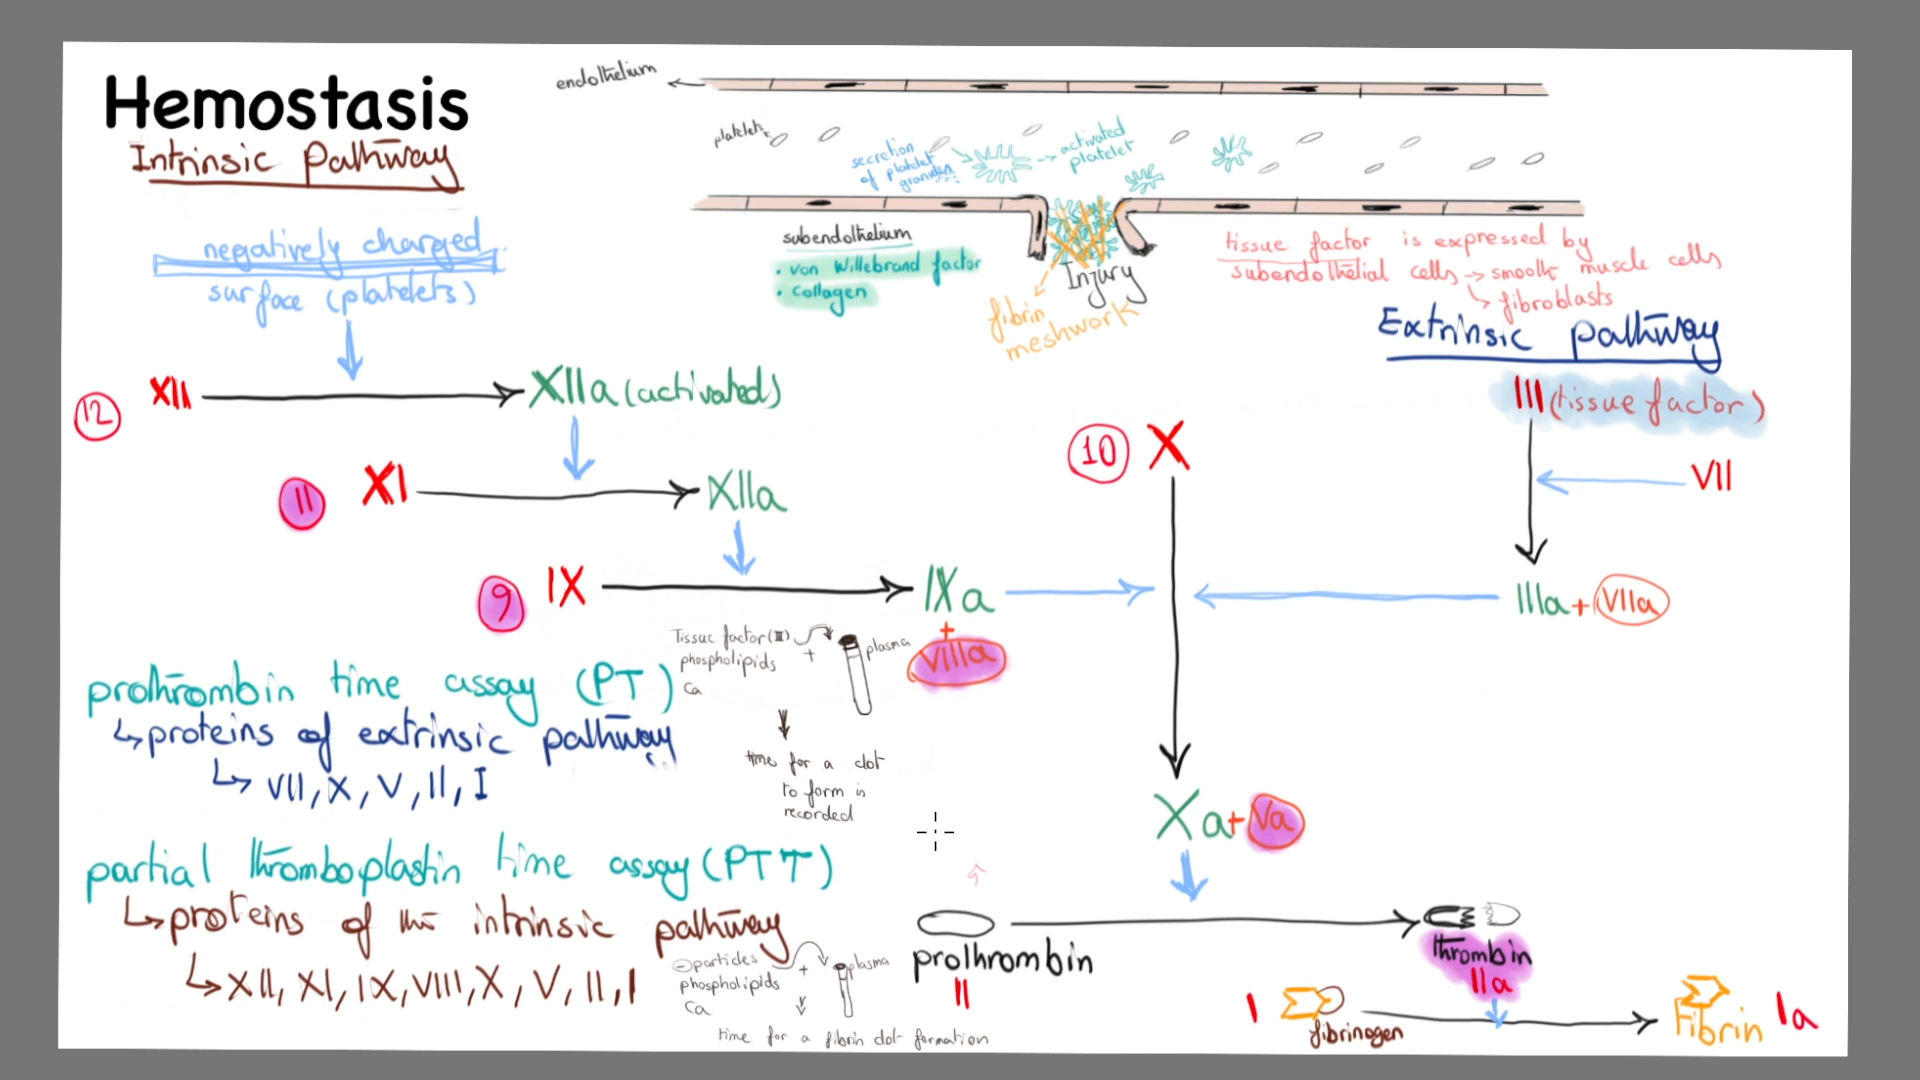 Hemostasis
Intrinsic Pathway
endothelium
platelets
secretion
of platelet
granules
activated
platelet
subendothelium
• von Willebrand factor
• collagen
Injury
fibrin
meshwork
tissue factor is expressed by
subendothelial cells → smooth muscle cells
↳ fibroblasts
Extrinsic pathway
negatively charged
surface (platelets)
12
XII
XIIa (activated)
11
XI
XIIa
9
IX
IXa
+
VIIIa
10
X
III (tissue factor)
VII
IIIa + VIIa
Xa + Va
prothrombin
II
thrombin
IIa
I
fibrinogen
Fibrin
Ia
prothrombin time assay (PT)
↳ proteins of extrinsic pathway
↳ VII, X, V, II, I
Tissue factor (III)
phospholipids
Ca
+
plasma
time for a clot
to form is
recorded
partial thromboplastin time assay (PTT)
↳ proteins of the intrinsic pathway
↳ XII, XI, IX, VIII, X, V, II, I
⊖ particles
phospholipids
Ca
+
plasma
time for a fibrin clot formation